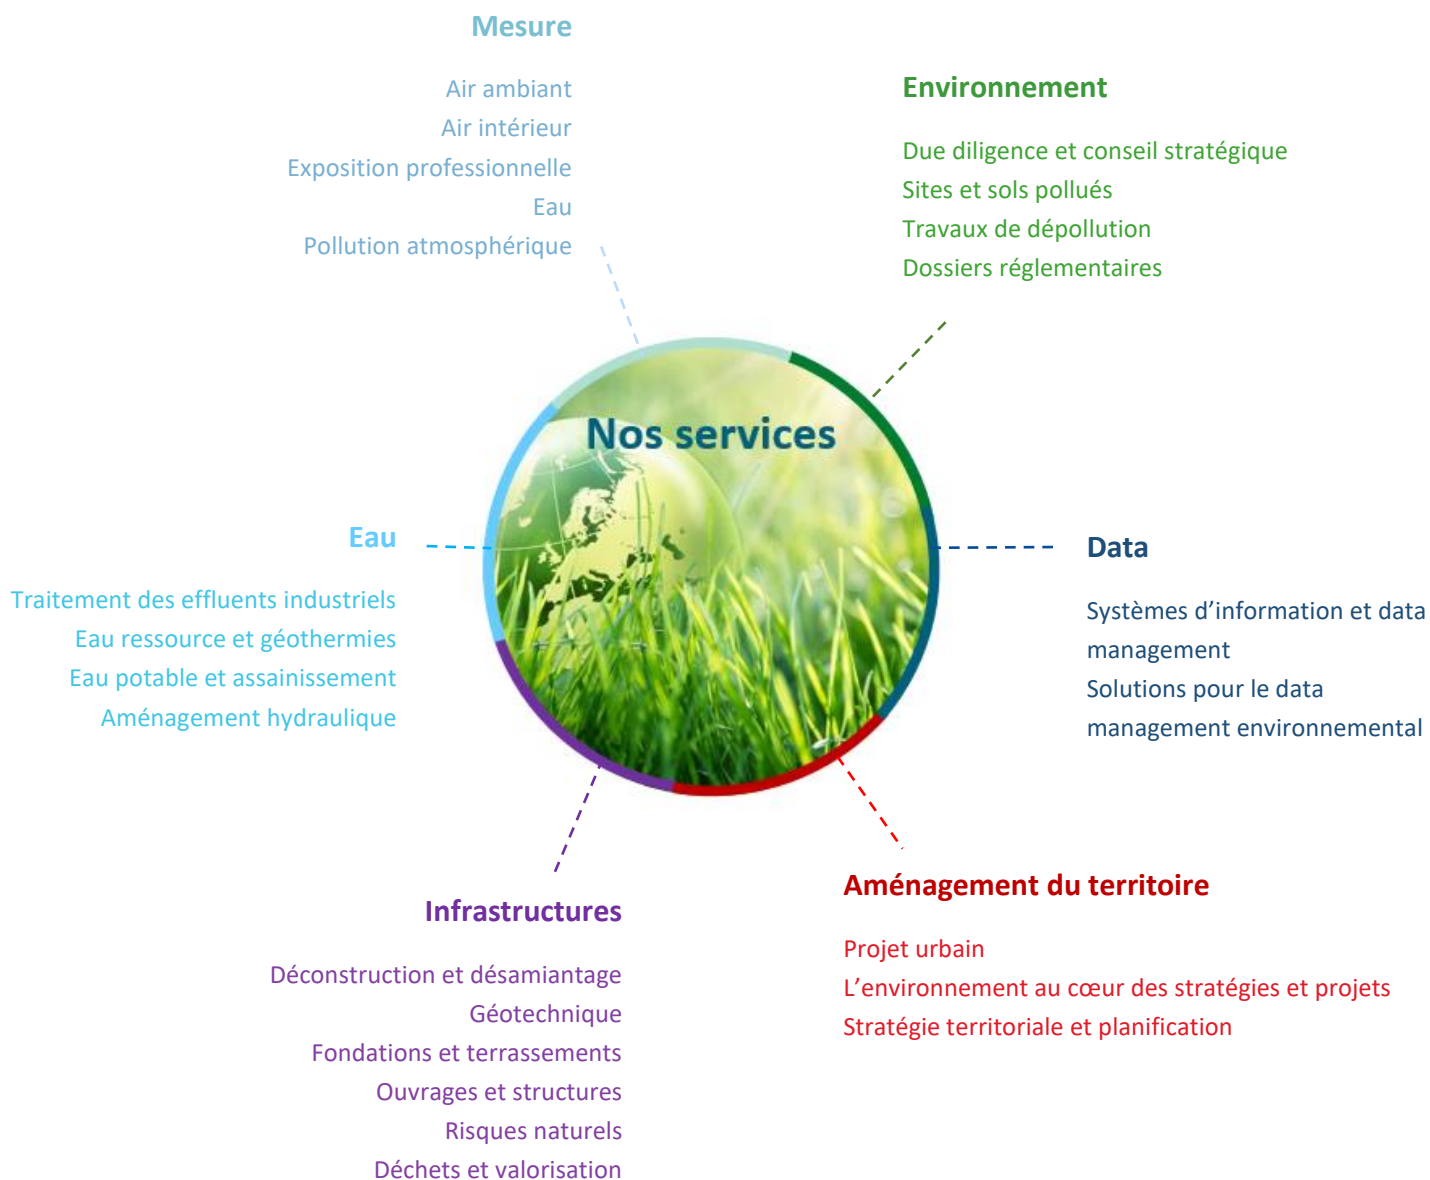 Mesure
Air ambiant
Air intérieur
Exposition professionnelle
Eau
Pollution atmosphérique
Environnement
Due diligence et conseil stratégique
Sites et sols pollués
Travaux de dépollution
Dossiers réglementaires
Nos services
Eau
Traitement des effluents industriels
Eau ressource et géothermies
Eau potable et assainissement
Aménagement hydraulique
Data
Systèmes d’information et data
management
Solutions pour le data
management environnemental
Infrastructures
Déconstruction et désamiantage
Géotechnique
Fondations et terrassements
Ouvrages et structures
Risques naturels
Déchets et valorisation
Aménagement du territoire
Projet urbain
L’environnement au cœur des stratégies et projets
Stratégie territoriale et planification